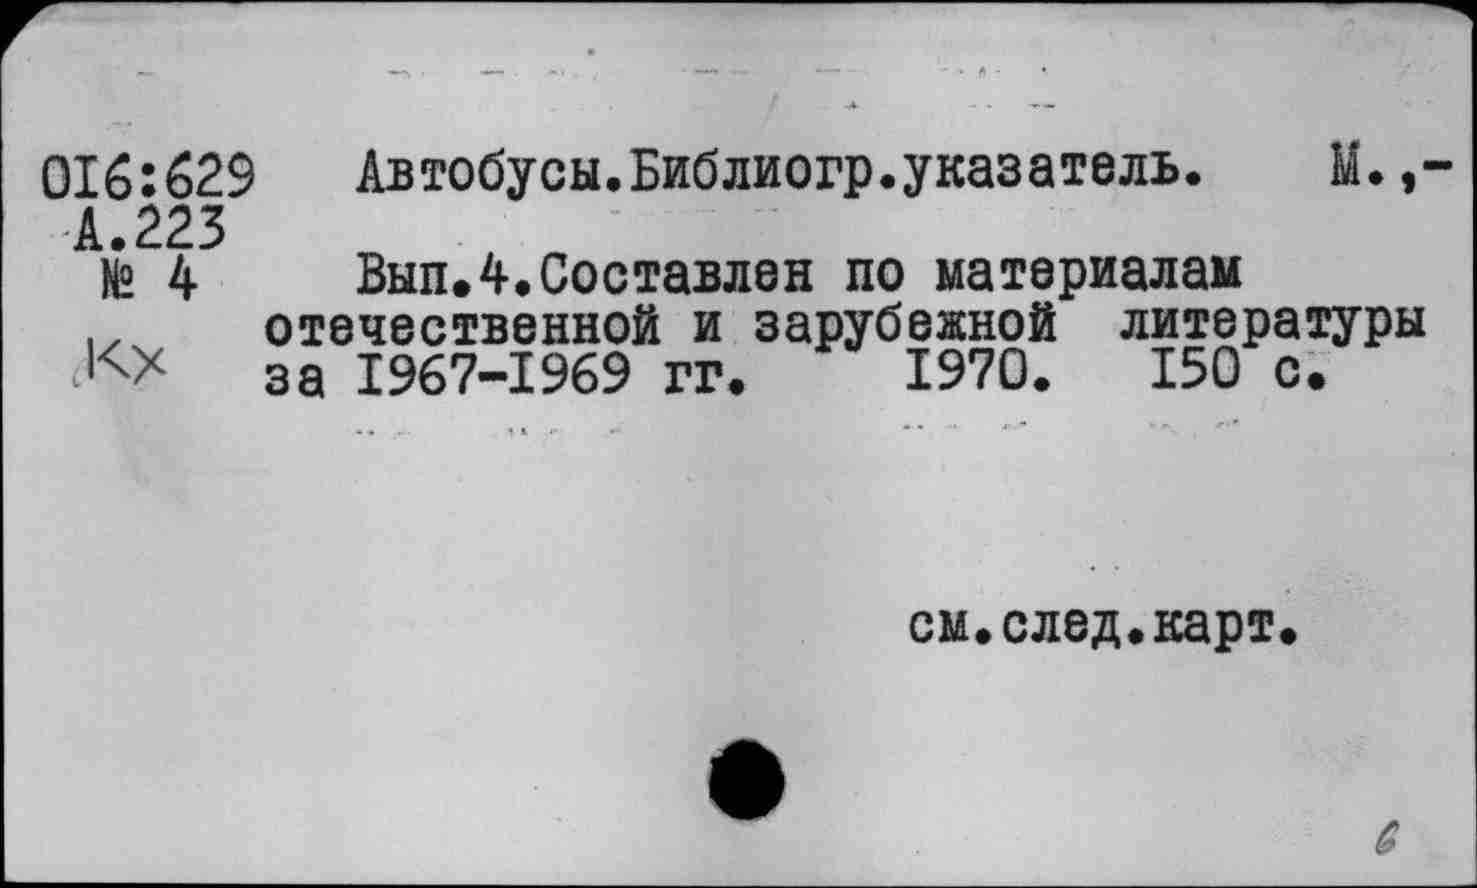 016:629 Автобусы.Библиогр.указатель. М.,-
А.223
№ 4 Вып.4.Составлен по материалам
отечественной и зарубежной литературы
Кх за 1967-1969 гг. 1970. 150 с.
см.след.карт.
6